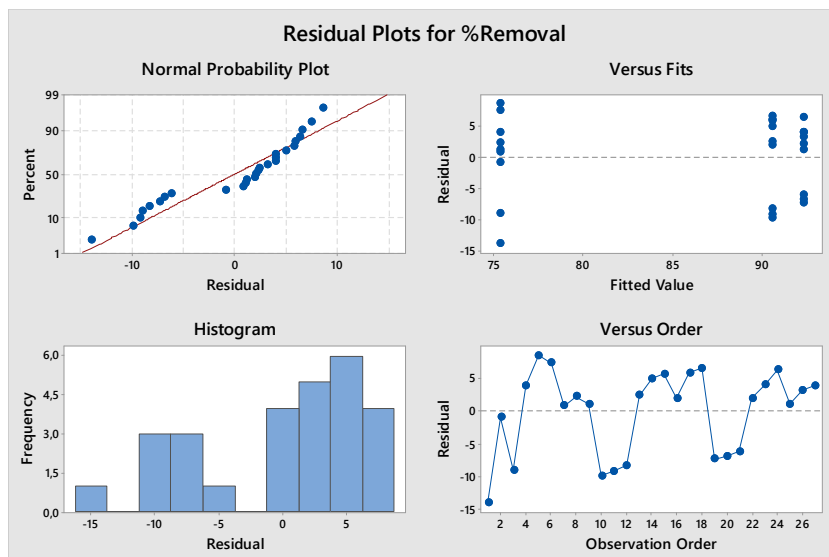 Residual Plots for %Removal
Normal Probability Plot
99
90
50
10
1
Percent
-10 0 10
Residual
Versus Fits
5
0
-5
-10
-15
Residual
75 80 85 90
Fitted Value
Histogram
6,0
4,5
3,0
1,5
0,0
Frequency
-15 -10 -5 0 5
Residual
Versus Order
5
0
-5
-10
-15
Residual
2 4 6 8 10 12 14 16 18 20 22 24 26
Observation Order